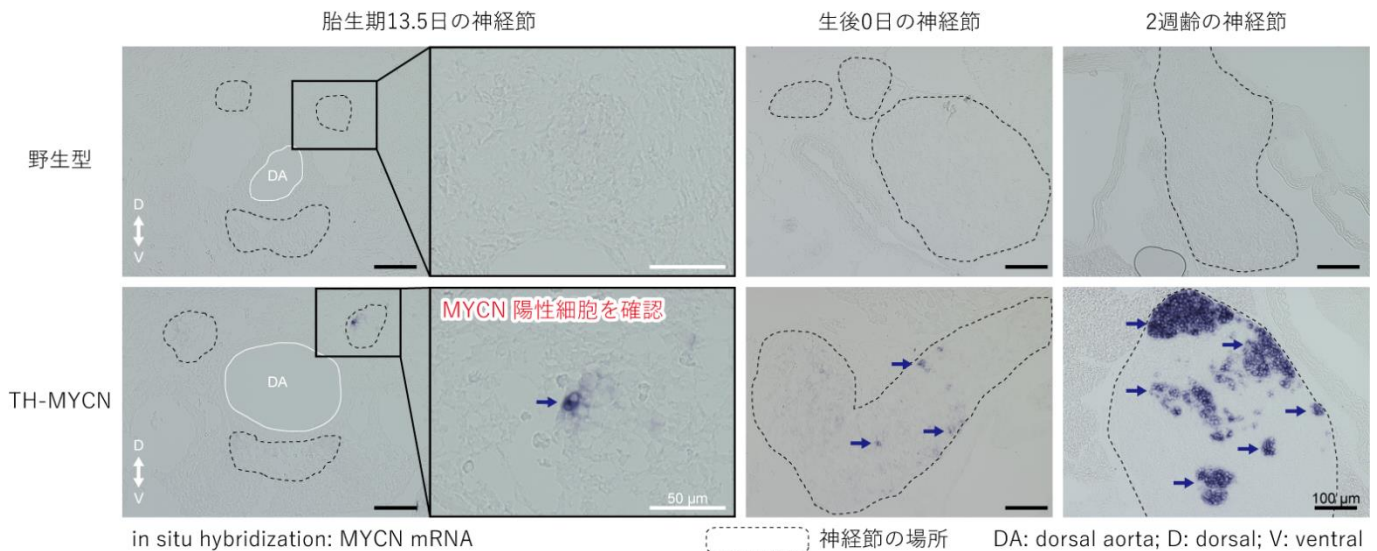 胎生期13.5日の神経節
生後0日の神経節
2週齢の神経節
野生型
DA
D
V
TH-MYCN
DA
D
V
MYCN 陽性細胞を確認
50 µm
100 µm
in situ hybridization: MYCN mRNA
神経節の場所
DA: dorsal aorta; D: dorsal; V: ventral